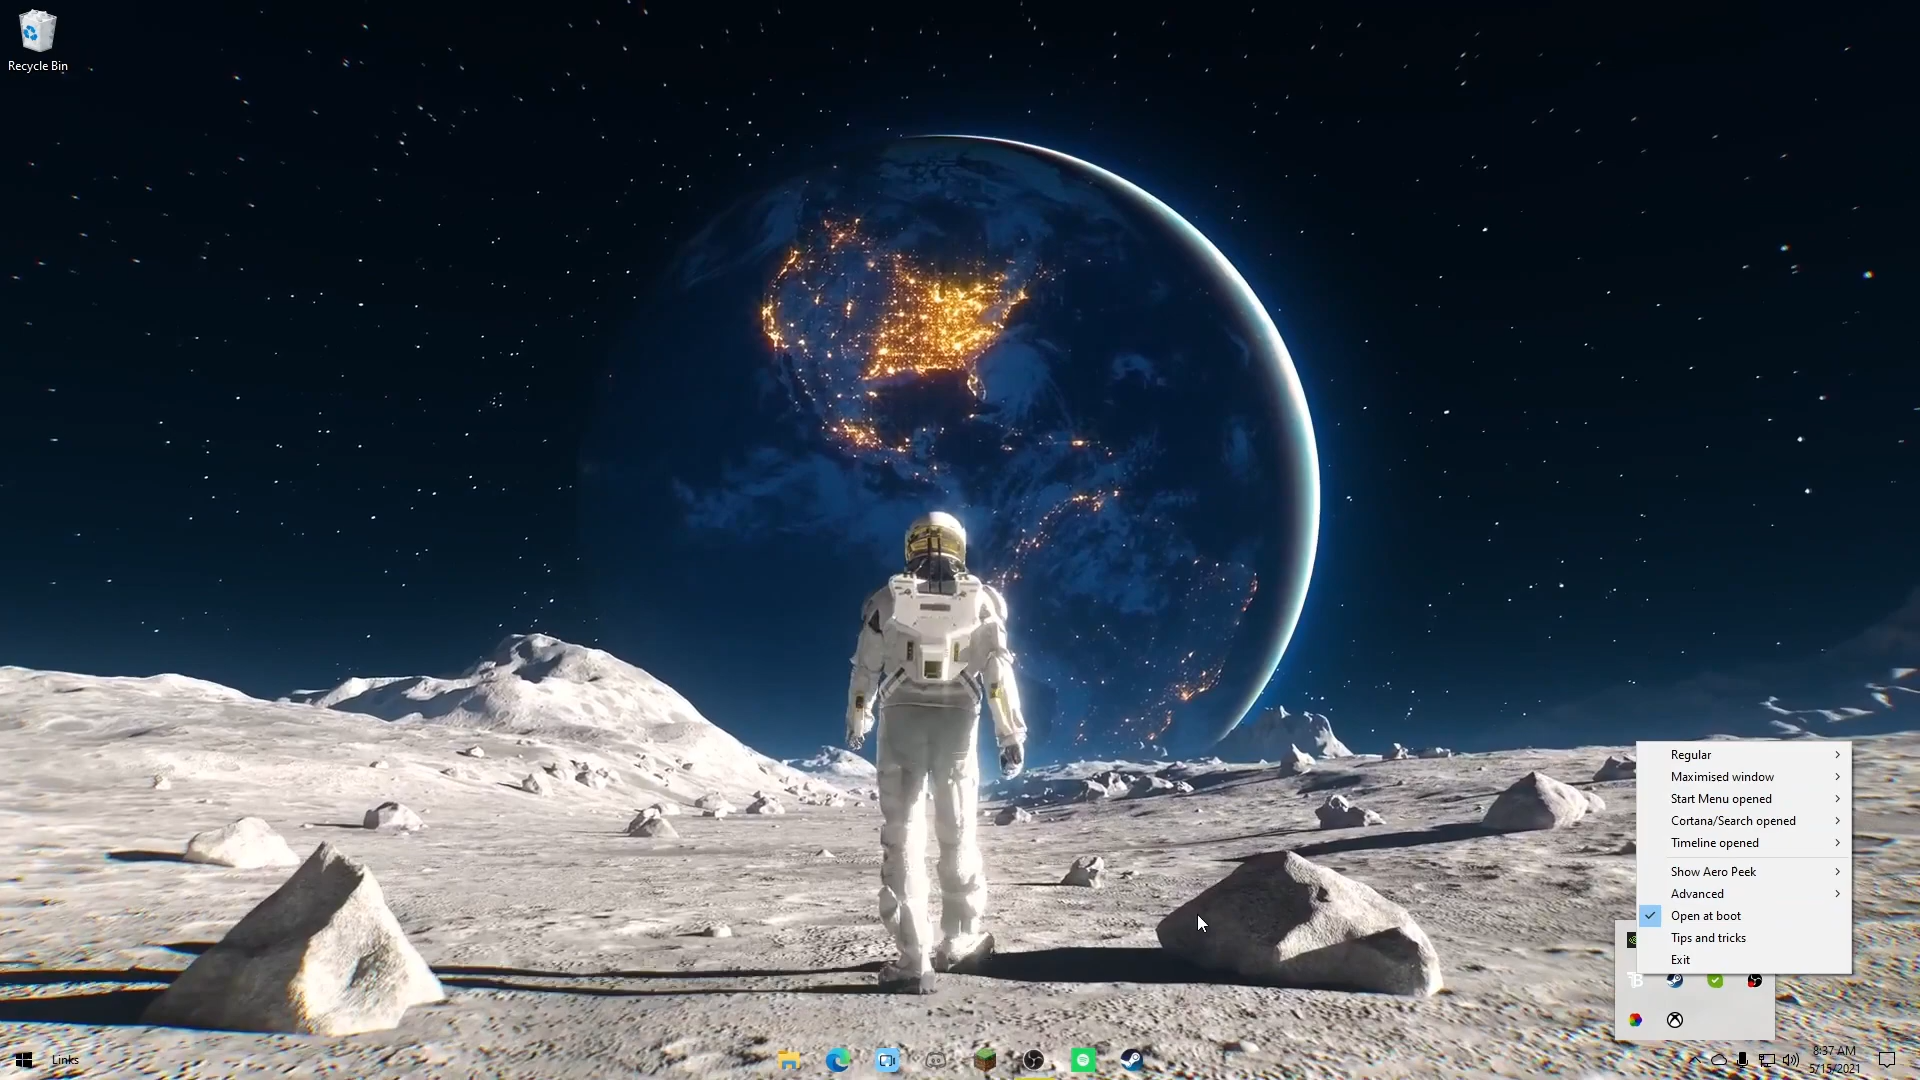 Recycle Bin
Regular
Maximised window
Start Menu opened
Cortana/Search opened
Timeline opened
Show Aero Peek
Advanced
Open at boot
Tips and tricks
Exit
Links
8:37 AM
5/15/2021